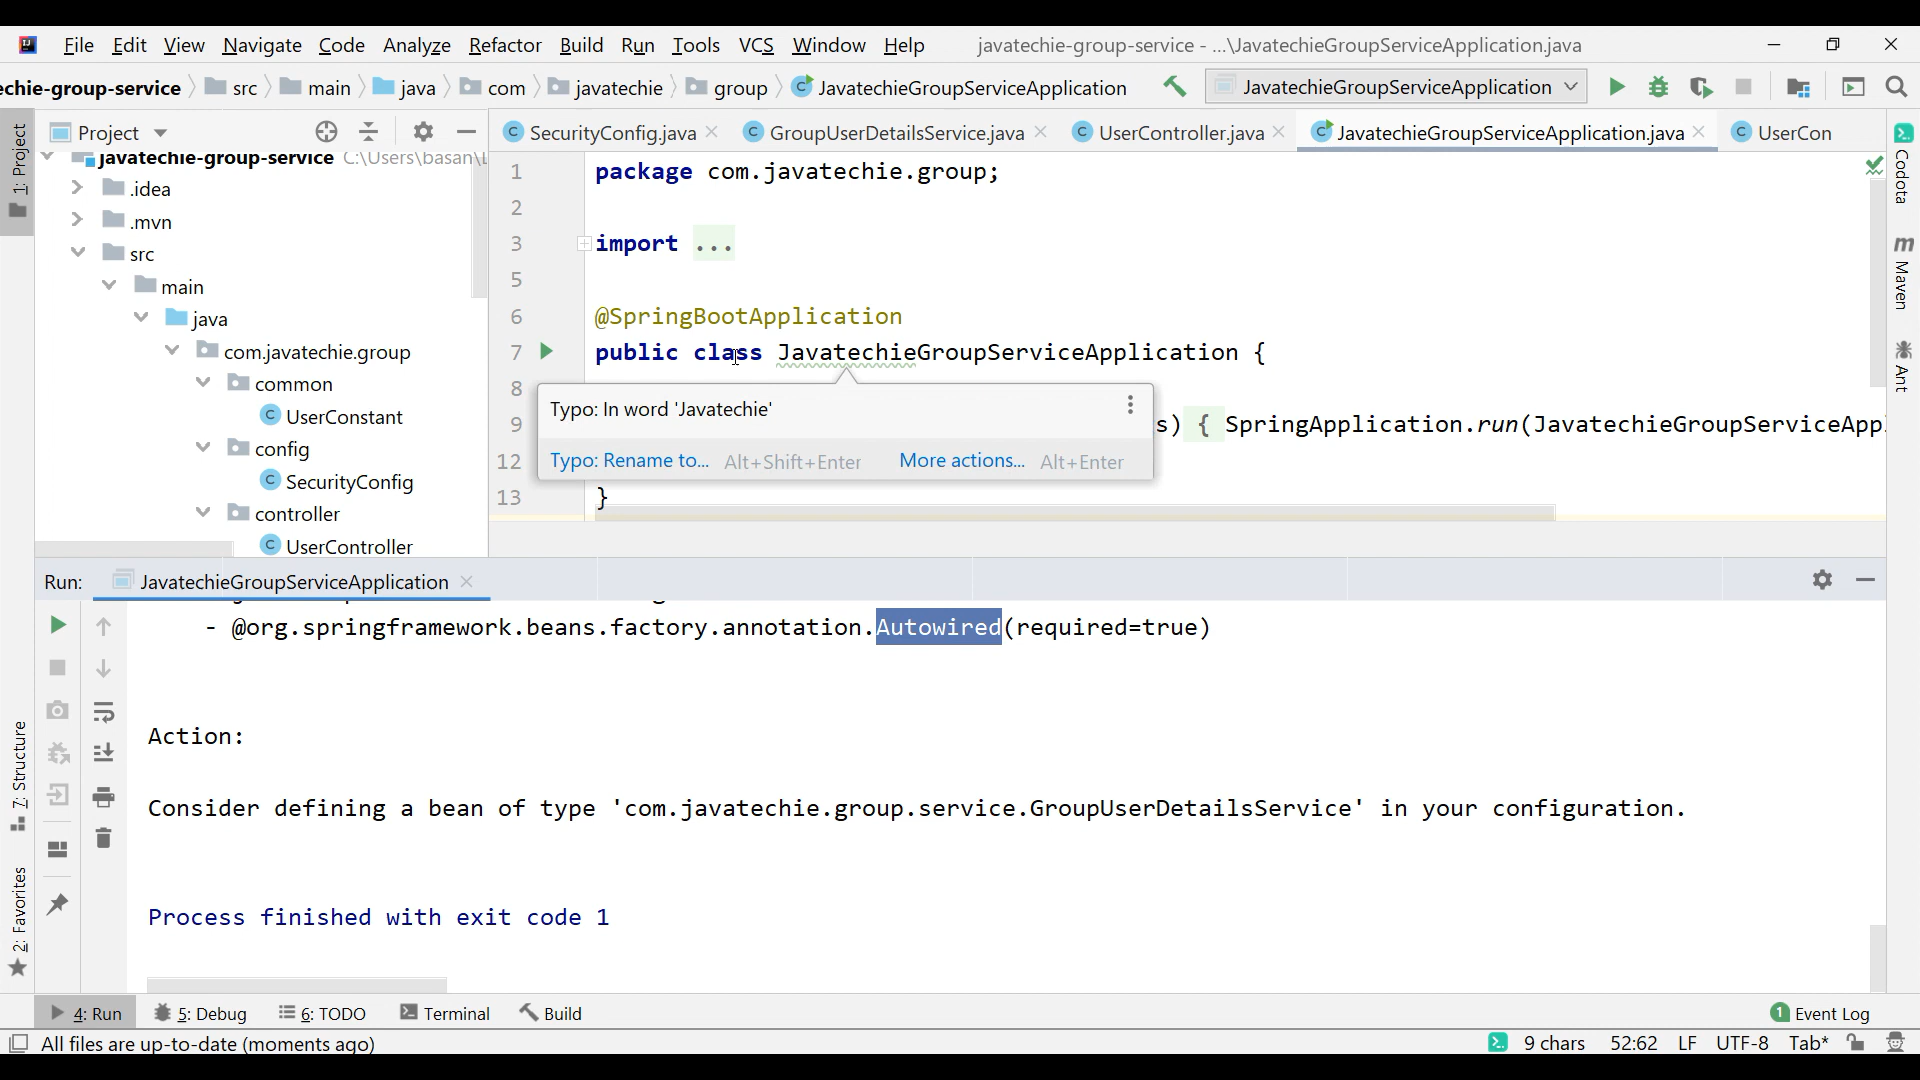 File Edit View Navigate Code Analyze Refactor Build Run Tools VCS Window Help javatechie-group-service - ...\JavatechieGroupServiceApplication.java
echie-group-service src main java com javatechie group JavatechieGroupServiceApplication JavatechieGroupServiceApplication
1: Project
Project
javatechie-group-service C:\Users\basan\
.idea
.mvn
src
main
java
com.javatechie.group
common
UserConstant
config
SecurityConfig
controller
UserController
SecurityConfig.java GroupUserDetailsService.java UserController.java JavatechieGroupServiceApplication.java UserCon
1 package com.javatechie.group;
2
3 import ...
5
6 @SpringBootApplication
7 public class JavatechieGroupServiceApplication {
8
Typo: In word 'Javatechie'
9 s) { SpringApplication.run(JavatechieGroupServiceApp
Typo: Rename to... Alt+Shift+Enter More actions... Alt+Enter
12
13 }
Codota
Maven
Ant
Run: JavatechieGroupServiceApplication
- @org.springframework.beans.factory.annotation.Autowired(required=true)
Action:
Consider defining a bean of type 'com.javatechie.group.service.GroupUserDetailsService' in your configuration.
Process finished with exit code 1
7: Structure
2: Favorites
4: Run 5: Debug 6: TODO Terminal Build 1 Event Log
All files are up-to-date (moments ago) 9 chars 52:62 LF UTF-8 Tab*